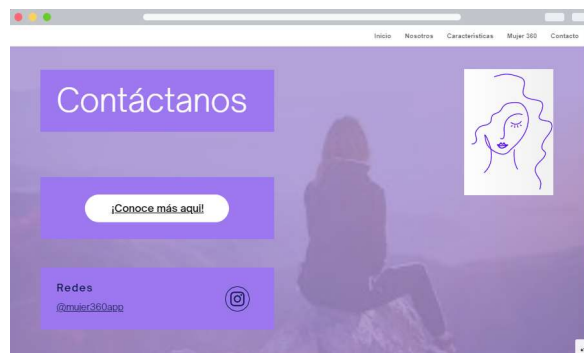 Inicio Nosotros Características Mujer 360 Contacto
Contáctanos
¡Conoce más aquí!
Redes
@mujer360app